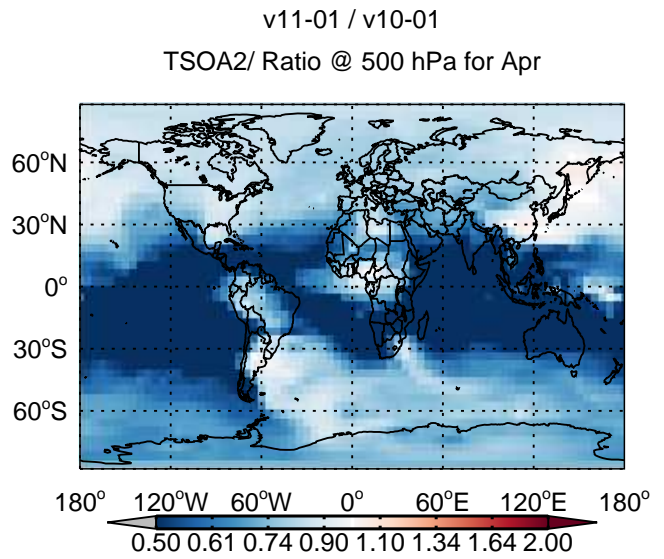 v11-01 / v10-01
TSOA2/ Ratio @ 500 hPa for Apr
60°N
30°N
0°
30°S
60°S
180° 120°W 60°W 0° 60°E 120°E 180°
0.50 0.61 0.74 0.90 1.10 1.34 1.64 2.00